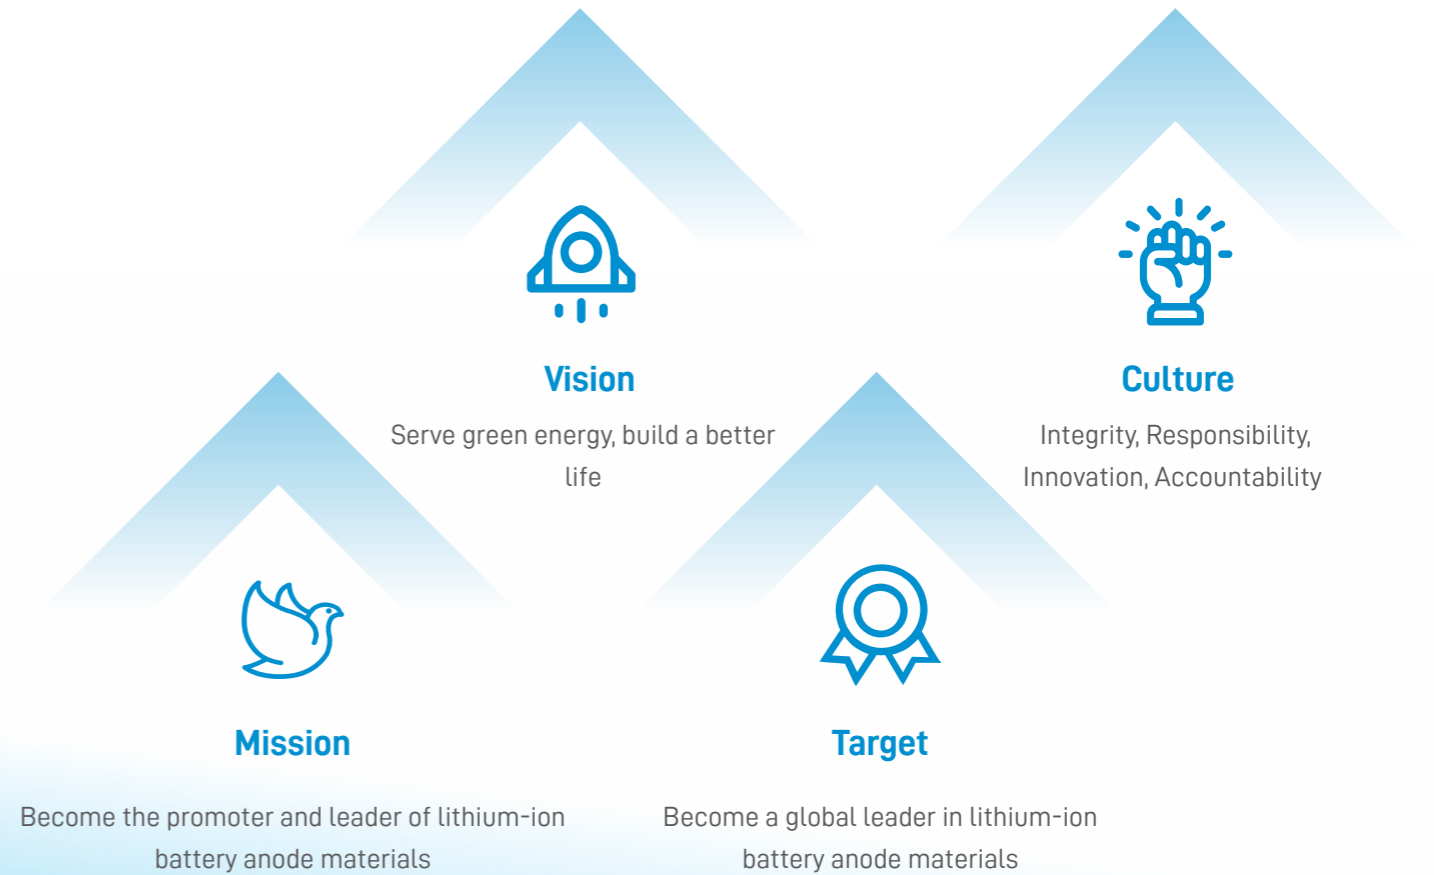 Vision
Serve green energy, build a better
life
Culture
Integrity, Responsibility,
Innovation, Accountability
Mission
Become the promoter and leader of lithium-ion
battery anode materials
Target
Become a global leader in lithium-ion
battery anode materials